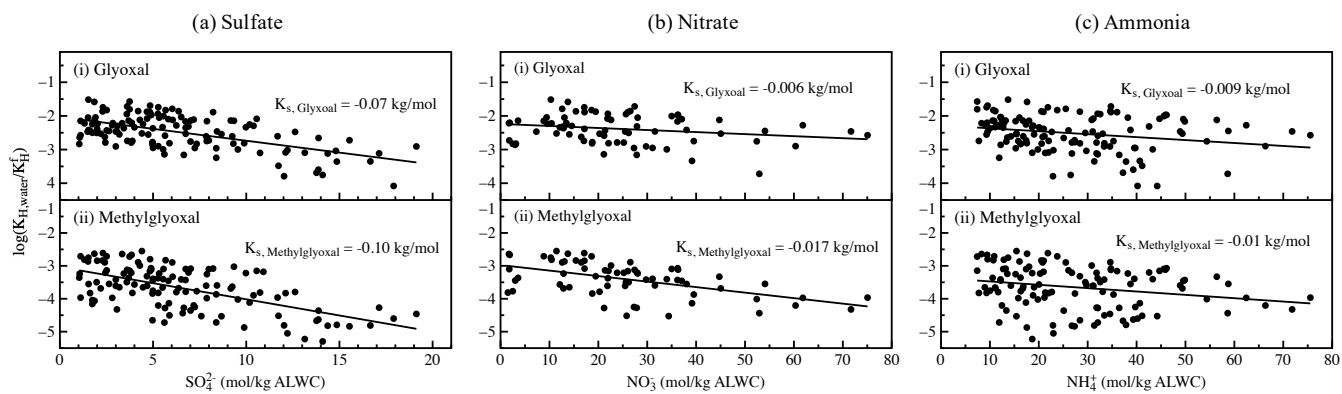 (a) Sulfate
(b) Nitrate
(c) Ammonia
log(K_H,water/K_H^f)
(i) Glyoxal
K_s, Glyxoal = -0.07 kg/mol
−1
−2
−3
4
(ii) Methylglyoxal
K_s, Methylglyoxal = -0.10 kg/mol
−1
−2
−3
−4
−5
0 5 10 15 20
SO₄²⁻ (mol/kg ALWC)
(i) Glyoxal
K_s, Glyxoal = -0.006 kg/mol
−1
−2
−3
−4
(ii) Methylglyoxal
K_s, Methylglyoxal = -0.017 kg/mol
−1
−2
−3
−4
−5
0 10 20 30 40 50 60 70 80
NO₃⁻ (mol/kg ALWC)
(i) Glyoxal
K_s, Glyxoal = -0.009 kg/mol
−1
−2
−3
−4
(ii) Methylglyoxal
K_s, Methylglyoxal = -0.01 kg/mol
−1
−2
−3
−4
−5
0 10 20 30 40 50 60 70 80
NH₄⁺ (mol/kg ALWC)